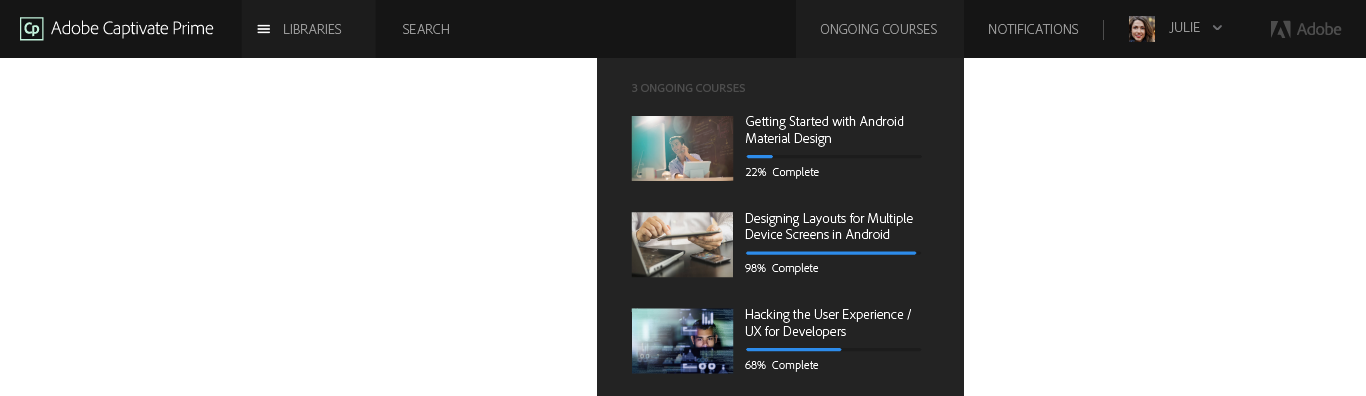 Cp Adobe Captivate Prime LIBRARIES SEARCH ONGOING COURSES NOTIFICATIONS JULIE Adobe
3 ONGOING COURSES
Getting Started with Android
Material Design
22% Complete
Designing Layouts for Multiple
Device Screens in Android
98% Complete
Hacking the User Experience /
UX for Developers
68% Complete